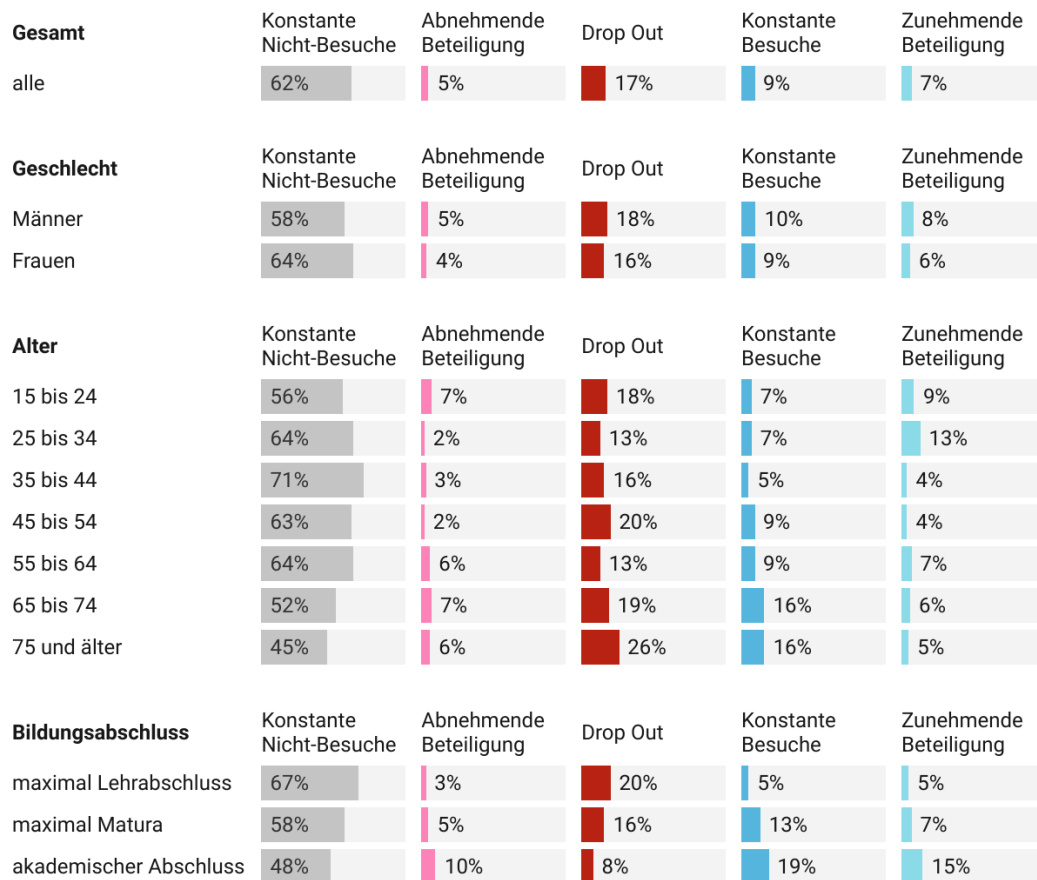 Gesamt Konstante Nicht-Besuche Abnehmende Beteiligung Drop Out Konstante Besuche Zunehmende Beteiligung
alle 62% 5% 17% 9% 7%
Geschlecht Konstante Nicht-Besuche Abnehmende Beteiligung Drop Out Konstante Besuche Zunehmende Beteiligung
Männer 58% 5% 18% 10% 8%
Frauen 64% 4% 16% 9% 6%
Alter Konstante Nicht-Besuche Abnehmende Beteiligung Drop Out Konstante Besuche Zunehmende Beteiligung
15 bis 24 56% 7% 18% 7% 9%
25 bis 34 64% 2% 13% 7% 13%
35 bis 44 71% 3% 16% 5% 4%
45 bis 54 63% 2% 20% 9% 4%
55 bis 64 64% 6% 13% 9% 7%
65 bis 74 52% 7% 19% 16% 6%
75 und älter 45% 6% 26% 16% 5%
Bildungsabschluss Konstante Nicht-Besuche Abnehmende Beteiligung Drop Out Konstante Besuche Zunehmende Beteiligung
maximal Lehrabschluss 67% 3% 20% 5% 5%
maximal Matura 58% 5% 16% 13% 7%
akademischer Abschluss 48% 10% 8% 19% 15%